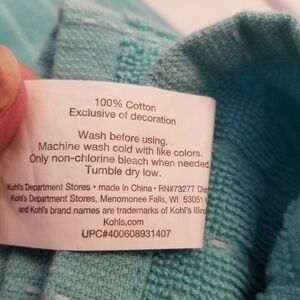 100% Cotton
Exclusive of decoration
Wash before using.
Machine wash cold with like colors.
Only non-chlorine bleach when needed
Tumble dry low.
Kohl's Department Stores • made in China • RN#73277
Kohl's Department Stores, Menomonee Falls, WI 53051
and Kohl's brand names are trademarks of Kohl's
Kohls.com
UPC#400608931407